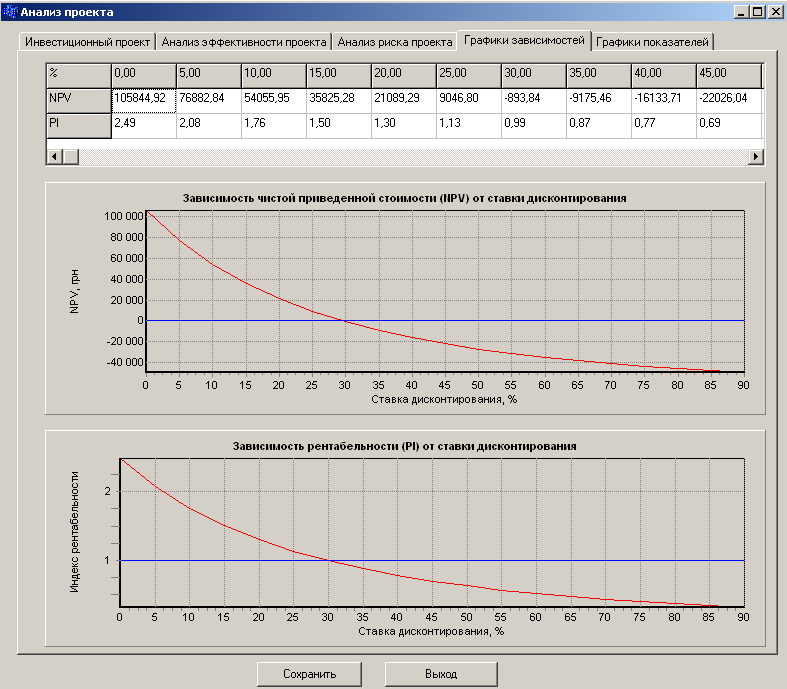 Анализ проекта
Инвестиционный проект Анализ эффективности проекта Анализ риска проекта Графики зависимостей Графики показателей
% 0,00 5,00 10,00 15,00 20,00 25,00 30,00 35,00 40,00 45,00
NPV 105844,92 76882,84 54055,95 35825,28 21089,29 9046,80 -893,84 -9175,46 -16133,71 -22026,04
PI 2,49 2,08 1,76 1,50 1,30 1,13 0,99 0,87 0,77 0,69
Зависимость чистой приведенной стоимости (NPV) от ставки дисконтирования
NPV, грн
100 000
80 000
60 000
40 000
20 000
0
-20 000
-40 000
0 5 10 15 20 25 30 35 40 45 50 55 60 65 70 75 80 85 90
Ставка дисконтирования, %
Зависимость рентабельности (PI) от ставки дисконтирования
Индекс рентабельности
2
1
0 5 10 15 20 25 30 35 40 45 50 55 60 65 70 75 80 85 90
Ставка дисконтирования, %
Сохранить Выход